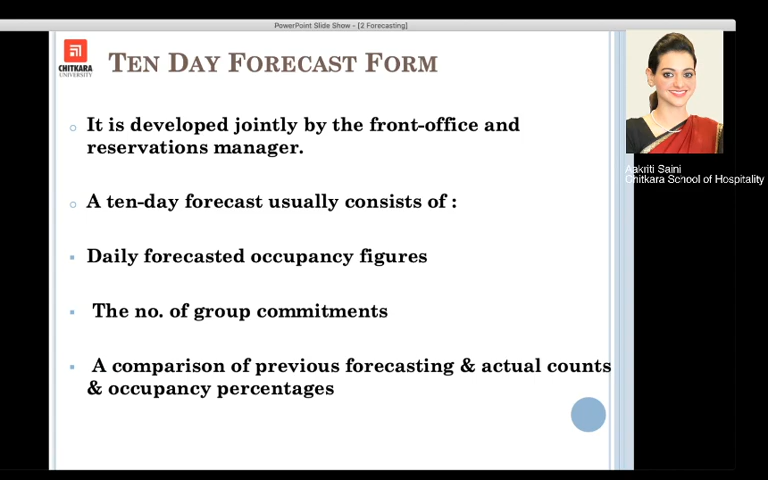 PowerPoint Slide Show - [2 Forecasting]
CHITKARA
UNIVERSITY
TEN DAY FORECAST FORM
It is developed jointly by the front-office and
reservations manager.
A ten-day forecast usually consists of :
Daily forecasted occupancy figures
The no. of group commitments
A comparison of previous forecasting & actual counts
& occupancy percentages
Aakriti Saini
Chitkara School of Hospitality